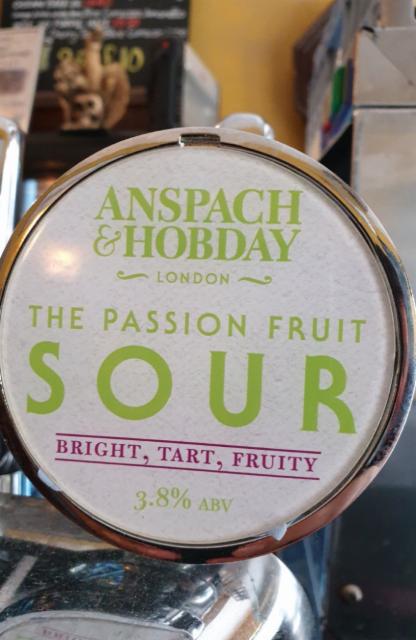 ANSPACH
& HOBDAY
LONDON
THE PASSION FRUIT
SOUR
BRIGHT, TART, FRUITY
3.8% ABV